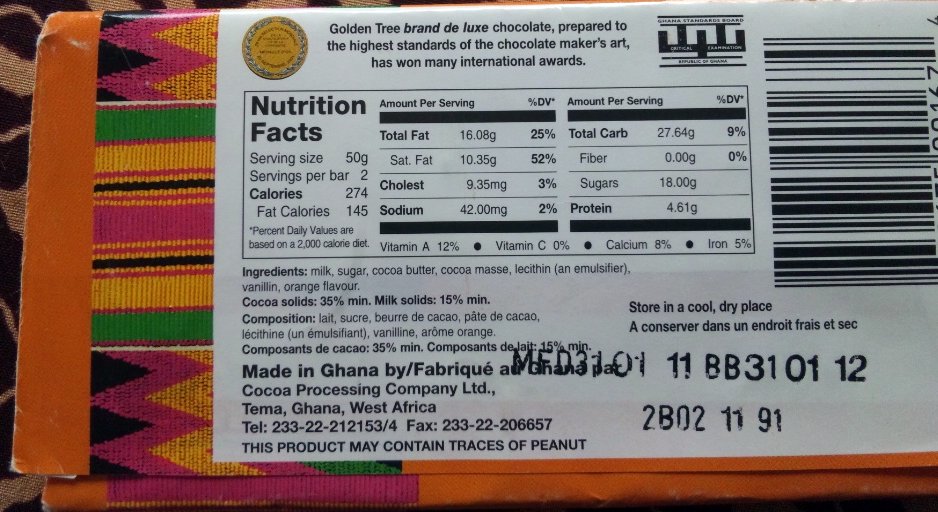 Golden Tree brand de luxe chocolate, prepared to
the highest standards of the chocolate maker's art,
has won many international awards.
GHANA STANDARDS BOARD
CRITICAL EXAMINATION
REPUBLIC OF GHANA
Nutrition
Facts
Serving size 50g
Servings per bar 2
Calories 274
Fat Calories 145
*Percent Daily Values are
based on a 2,000 calorie diet.
Amount Per Serving %DV*
Total Fat 16.08g 25%
Sat. Fat 10.35g 52%
Cholest 9.35mg 3%
Sodium 42.00mg 2%
Amount Per Serving %DV*
Total Carb 27.64g 9%
Fiber 0.00g 0%
Sugars 18.00g
Protein 4.61g
Vitamin A 12% ● Vitamin C 0% ● Calcium 8% ● Iron 5%
Ingredients: milk, sugar, cocoa butter, cocoa masse, lecithin (an emulsifier),
vanillin, orange flavour.
Cocoa solids: 35% min. Milk solids: 15% min.
Composition: lait, sucre, beurre de cacao, pâte de cacao,
lécithine (un émulsifiant), vanilline, arôme orange.
Composants de cacao: 35% min. Composants de lait: 15% min.
Made in Ghana by/Fabriqué au Ghana par
Cocoa Processing Company Ltd.,
Tema, Ghana, West Africa
Tel: 233-22-212153/4 Fax: 233-22-206657
THIS PRODUCT MAY CONTAIN TRACES OF PEANUT
Store in a cool, dry place
A conserver dans un endroit frais et sec
MFD31 01 11 BB31 01 12
2B02 11 91